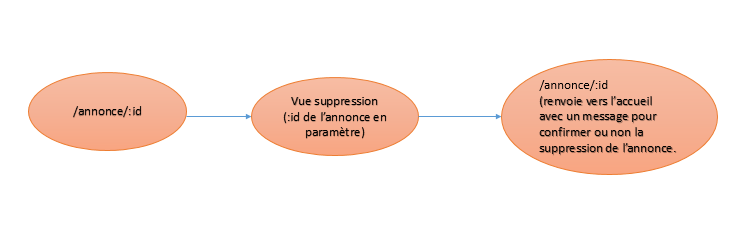 /annonce/:id
Vue suppression
(:id de l'annonce en
paramètre)
/annonce/:id
(renvoie vers l'accueil
avec un message pour
confirmer ou non la
suppression de l'annonce.